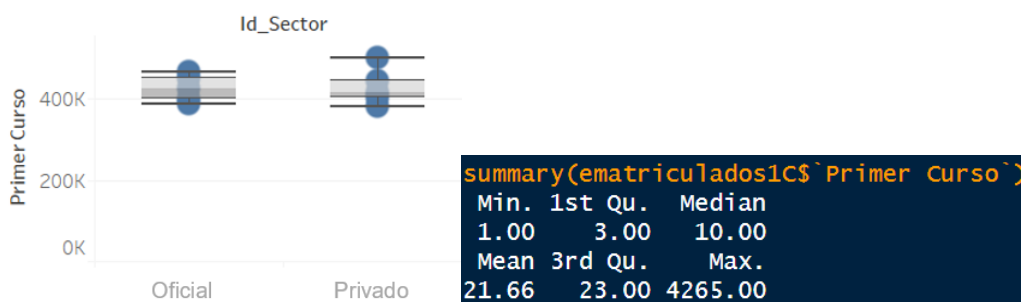 Id_Sector
Primer Curso
400K
200K
0K
Oficial Privado
summary(ematriculados1C$`Primer Curso`)
Min. 1st Qu. Median
1.00 3.00 10.00
Mean 3rd Qu. Max.
21.66 23.00 4265.00